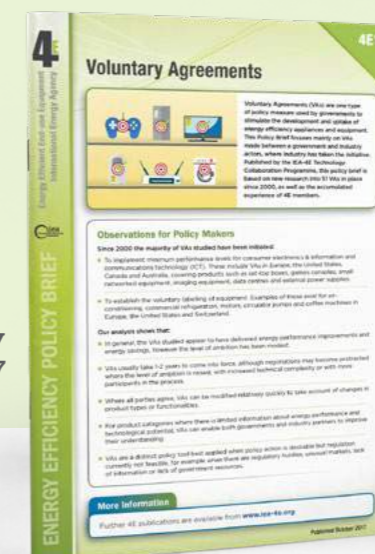 4E
Energy Efficient End-use Equipment
International Energy Agency
ENERGY EFFICIENCY POLICY BRIEF
4E
Voluntary Agreements
Voluntary Agreements (VAs) are one type
of policy measure used by governments to
stimulate the development and uptake of
energy efficiency appliances and equipment.
This Policy Brief focuses mainly on VAs
made between a government and industry
actors, where industry has taken the initiative.
Published by the IEA-4E Technology
Collaboration Programme, this policy brief is
based on new research into 51 VAs in place
since 2000, as well as the accumulated
experience of 4E members.
Observations for Policy Makers
Since 2000 the majority of VAs studied have been initiated:
To implement minimum performance levels for consumer electronics & information and
communications technology (ICT). These include VAs in Europe, the United States,
Canada and Australia, covering products such as set-top boxes, games consoles, small
networked equipment, imaging equipment, data centres and external power supplies.
To establish the voluntary labelling of equipment. Examples of these exist for air-
conditioning, commercial refrigeration, motors, circulator pumps and coffee machines in
Europe, the United States and Switzerland.
Our analysis shows that:
In general, the VAs studied appear to have delivered energy performance improvements and
energy savings, however the level of ambition has been modest.
VAs usually take 1-2 years to come into force, although negotiations may become protracted
where the level of ambition is raised, with increased technical complexity or with more
participants in the process.
Where all parties agree, VAs can be modified relatively quickly to take account of changes in
product types or functionalities.
For product categories where there is limited information about energy performance and
technological potential, VAs can enable both governments and industry partners to improve
their understanding.
VAs are a distinct policy tool best applied when policy action is desirable but regulation
currently not feasible, for example when there are regulatory hurdles, unusual markets, lack
of information or lack of government resources.
More Information
Further 4E publications are available from www.iea-4e.org
Published October 2017